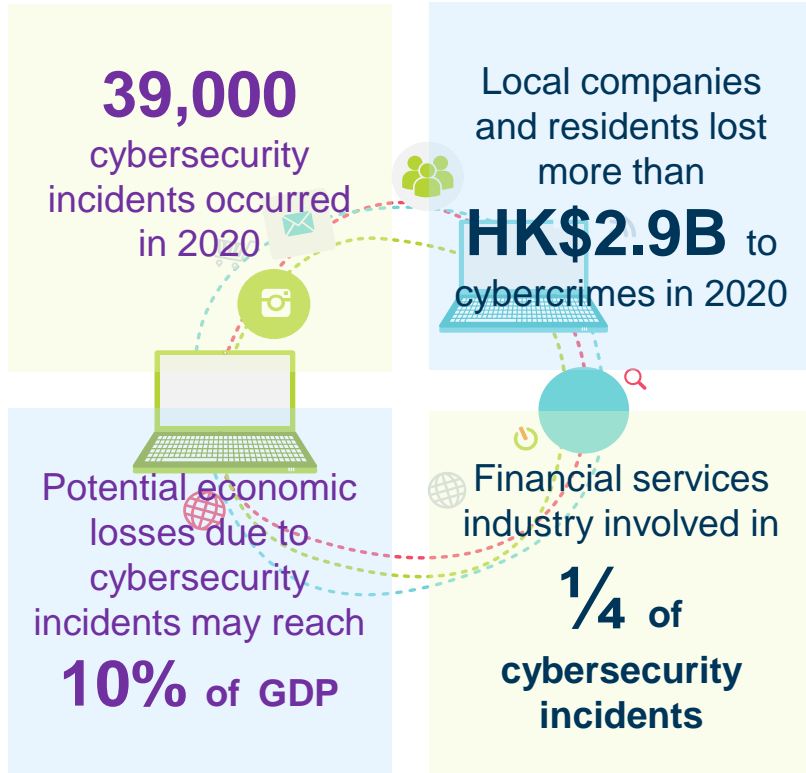 39,000
cybersecurity
incidents occurred
in 2020
Local companies
and residents lost
more than
HK$2.9B to
cybercrimes in 2020
Potential economic
losses due to
cybersecurity
incidents may reach
10% of GDP
Financial services
industry involved in
¼ of
cybersecurity
incidents